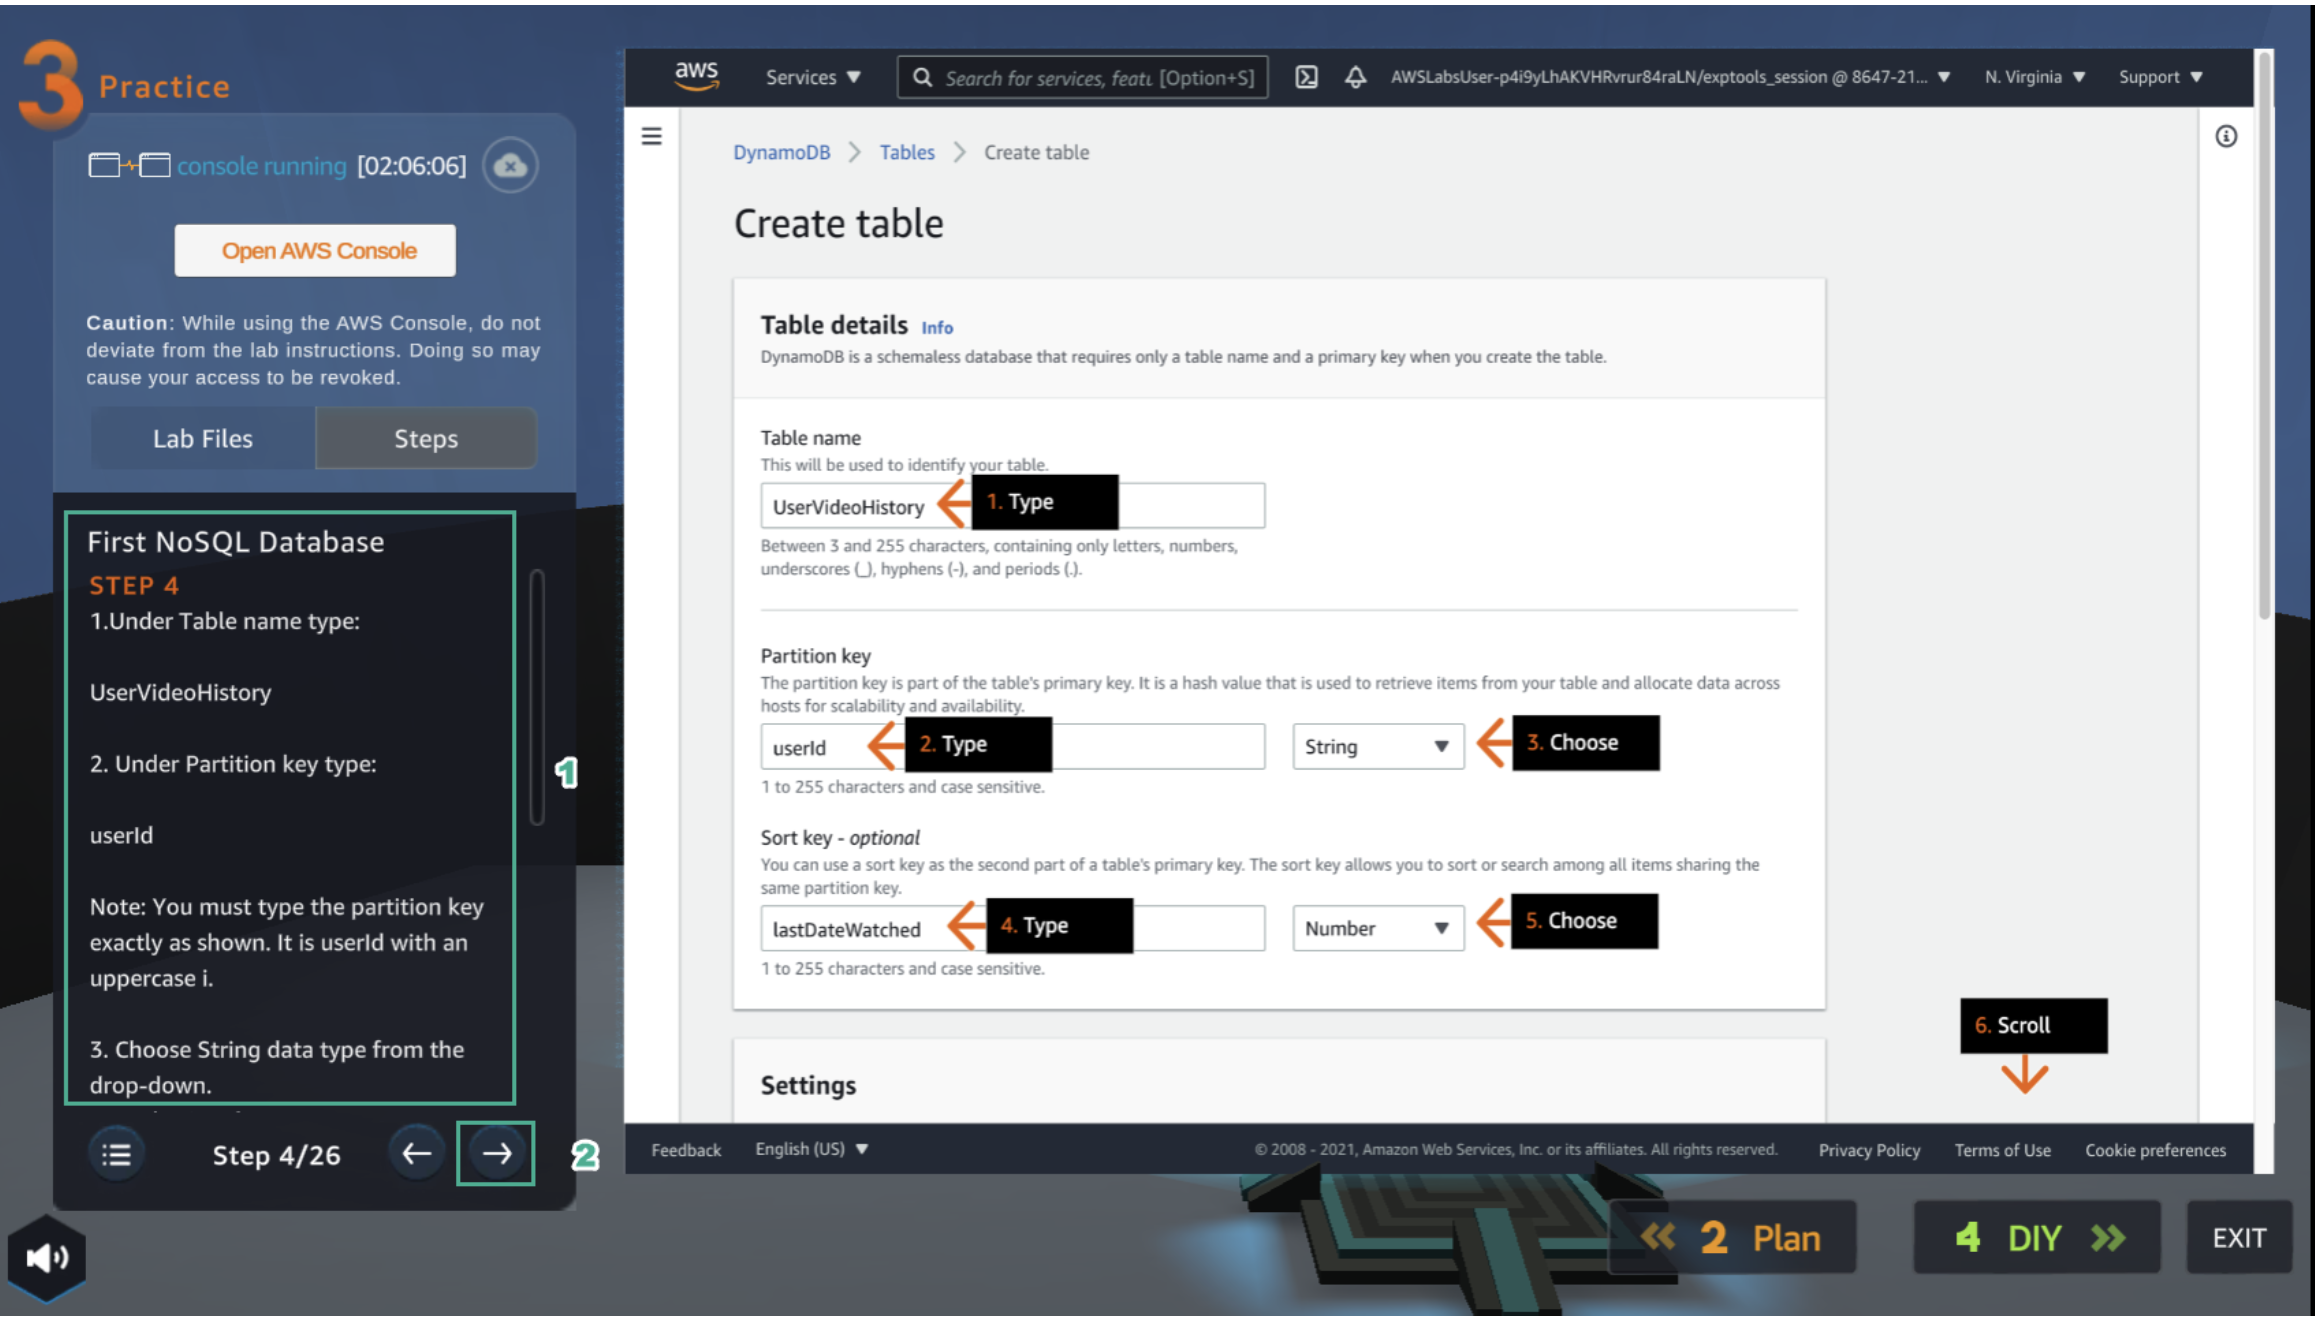 3 Practice
console running [02:06:06]
Open AWS Console
Caution: While using the AWS Console, do not
deviate from the lab instructions. Doing so may
cause your access to be revoked.
Lab Files
Steps
First NoSQL Database
STEP 4
1.Under Table name type:
UserVideoHistory
2. Under Partition key type:
userId
Note: You must type the partition key
exactly as shown. It is userId with an
uppercase i.
3. Choose String data type from the
drop-down.
1
Step 4/26
2
aws
Services
Search for services, featu [Option+S]
AWSLabsUser-p4i9yLhAKVHRvrur84raLN/exptools_session @ 8647-21...
N. Virginia
Support
DynamoDB > Tables > Create table
Create table
Table details Info
DynamoDB is a schemaless database that requires only a table name and a primary key when you create the table.
Table name
This will be used to identify your table.
UserVideoHistory
1. Type
Between 3 and 255 characters, containing only letters, numbers,
underscores (_), hyphens (-), and periods (.).
Partition key
The partition key is part of the table's primary key. It is a hash value that is used to retrieve items from your table and allocate data across
hosts for scalability and availability.
userId
2. Type
String
3. Choose
1 to 255 characters and case sensitive.
Sort key - optional
You can use a sort key as the second part of a table's primary key. The sort key allows you to sort or search among all items sharing the
same partition key.
lastDateWatched
4. Type
Number
5. Choose
1 to 255 characters and case sensitive.
6. Scroll
Settings
Feedback
English (US)
© 2008 - 2021, Amazon Web Services, Inc. or its affiliates. All rights reserved.
Privacy Policy
Terms of Use
Cookie preferences
2 Plan
4 DIY
EXIT